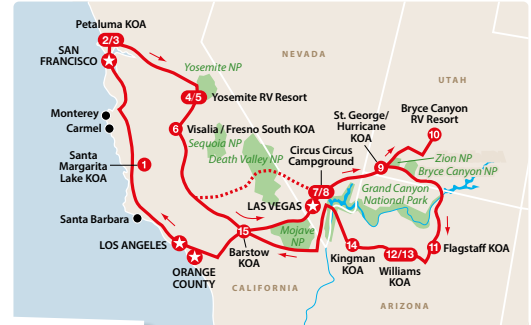 Petaluma KOA
2/3
SAN
FRANCISCO
NEVADA
UTAH
Yosemite NP
4/5
Yosemite RV Resort
Monterey
Carmel
6
Visalia / Fresno South KOA
Sequoia NP
Death Valley NP
St. George/
Hurricane
KOA
Bryce Canyon
RV Resort
10
Circus Circus
Campground
9
Zion NP
Bryce Canyon NP
Santa
Margarita
Lake KOA
1
7/8
LAS VEGAS
Grand Canyon
National Park
Santa Barbara
LOS ANGELES
ORANGE
COUNTY
15
Barstow
KOA
Mojave
NP
14
Kingman
KOA
12/13
Williams
KOA
11
Flagstaff KOA
CALIFORNIA
ARIZONA